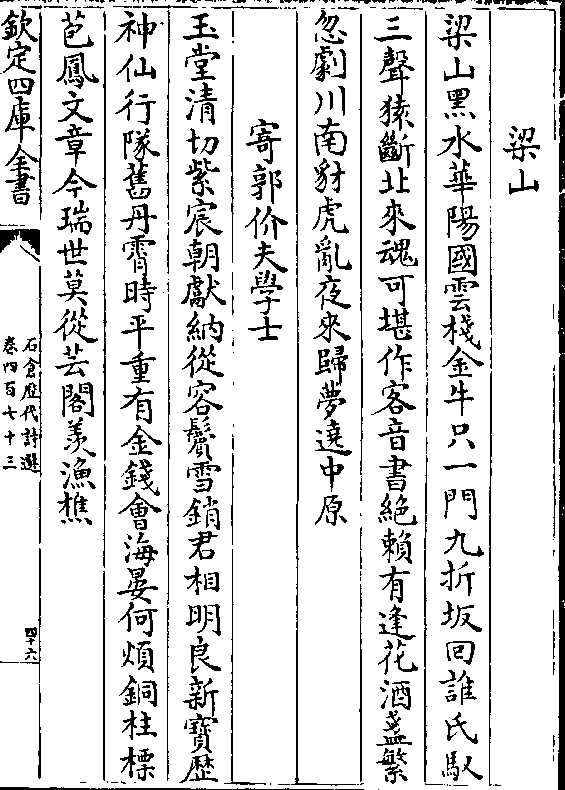 梁山
梁山黑水華陽國雲棧金牛只一門九折坂回誰氏馭
三聲猿斷北來魂可堪作客音書絶賴有逢花酒盞繁
忽劇川南豺虎亂夜來歸夢遶中原
寄郭价夫學士
玉堂清切紫宸朝獻納從容鬢雪銷君相明良新寶歴
神仙行隊舊丹霄時平重有金錢會海晏何煩銅柱標
苞鳳文章今瑞世莫從芸閣羨漁樵
欽定四庫全書
石倉歴代詩選
卷四百七十三
四十六